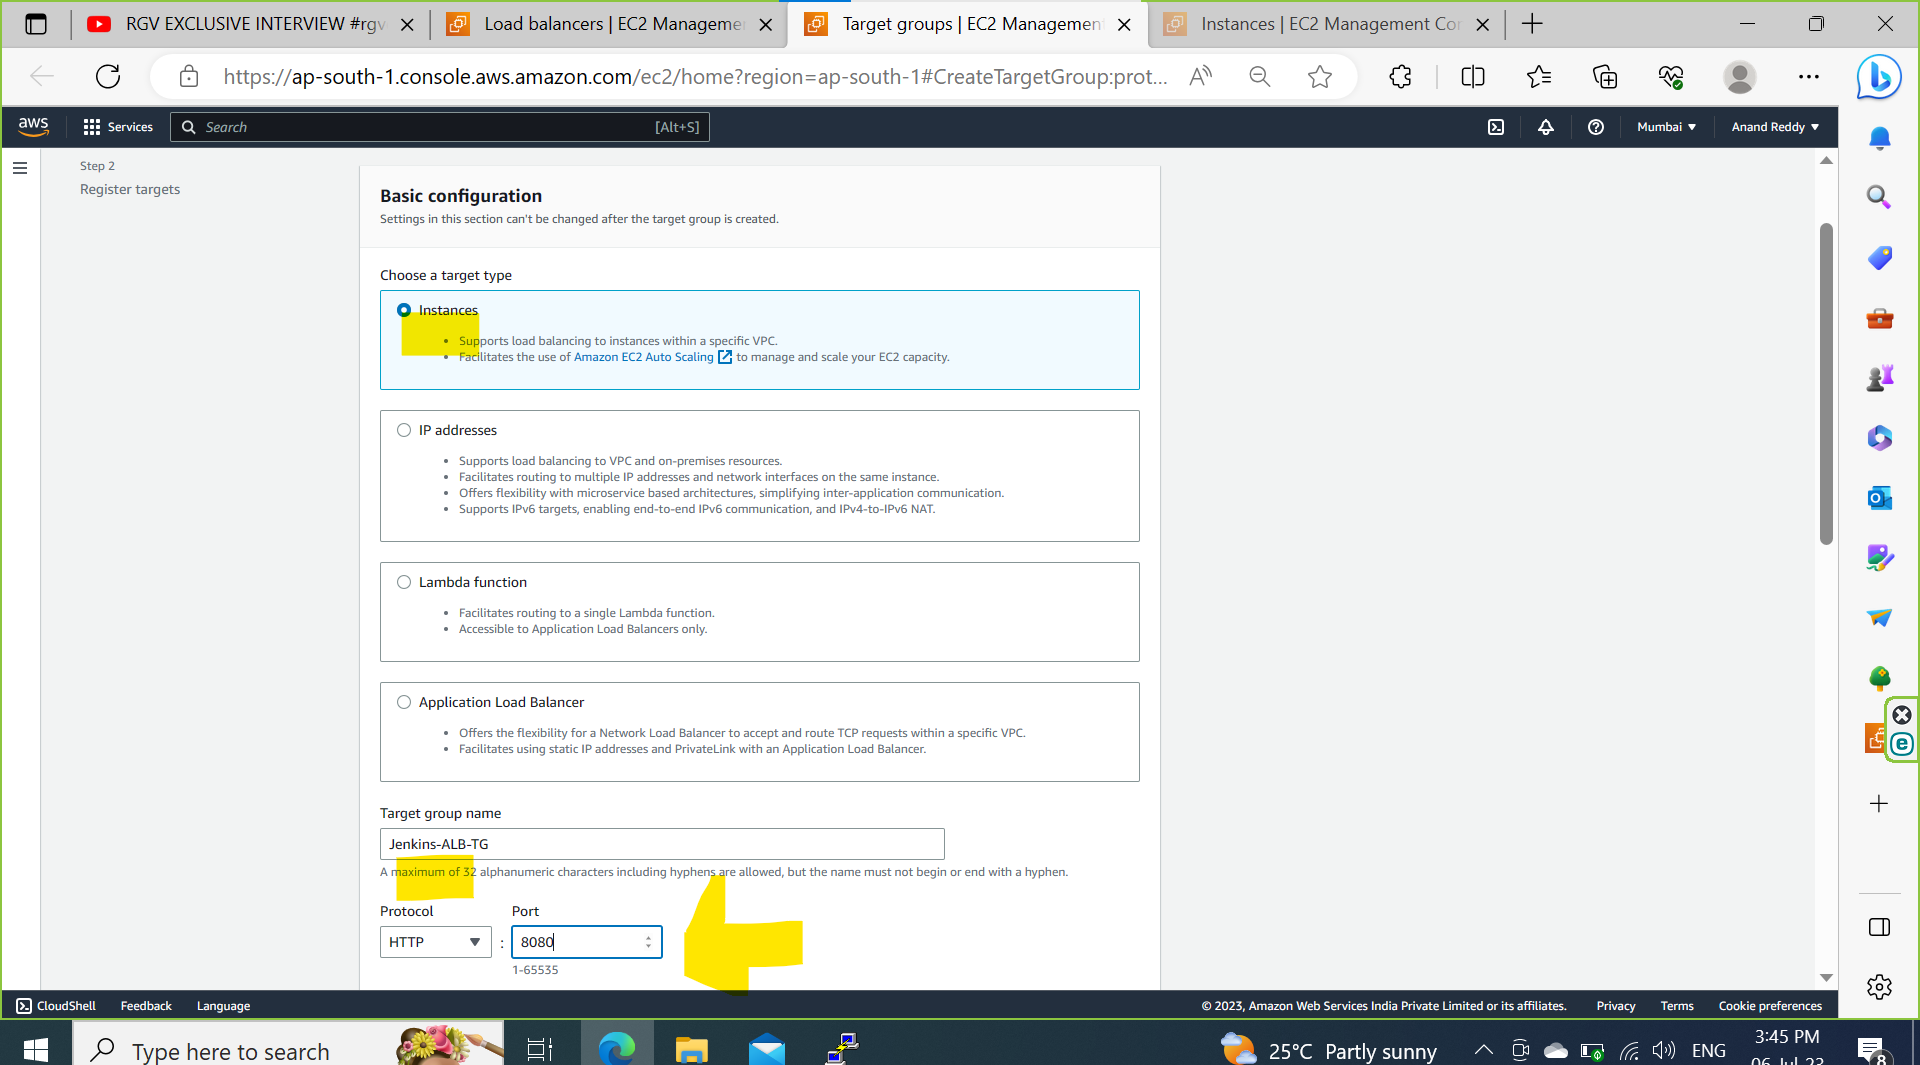 RGV EXCLUSIVE INTERVIEW #rgv
Load balancers | EC2 Manageme
Target groups | EC2 Management
Instances | EC2 Management Co
https://ap-south-1.console.aws.amazon.com/ec2/home?region=ap-south-1#CreateTargetGroup:prot...
aws
Services
Search
[Alt+S]
Mumbai
Anand Reddy
Step 2
Register targets
Basic configuration
Settings in this section can't be changed after the target group is created.
Choose a target type
Instances
Supports load balancing to instances within a specific VPC.
Facilitates the use of Amazon EC2 Auto Scaling to manage and scale your EC2 capacity.
IP addresses
Supports load balancing to VPC and on-premises resources.
Facilitates routing to multiple IP addresses and network interfaces on the same instance.
Offers flexibility with microservice based architectures, simplifying inter-application communication.
Supports IPv6 targets, enabling end-to-end IPv6 communication, and IPv4-to-IPv6 NAT.
Lambda function
Facilitates routing to a single Lambda function.
Accessible to Application Load Balancers only.
Application Load Balancer
Offers the flexibility for a Network Load Balancer to accept and route TCP requests within a specific VPC.
Facilitates using static IP addresses and PrivateLink with an Application Load Balancer.
Target group name
Jenkins-ALB-TG
A maximum of 32 alphanumeric characters including hyphens are allowed, but the name must not begin or end with a hyphen.
Protocol
Port
HTTP
:
8080
1-65535
CloudShell
Feedback
Language
© 2023, Amazon Web Services India Private Limited or its affiliates.
Privacy
Terms
Cookie preferences
Type here to search
25°C Partly sunny
ENG
3:45 PM
06-Jul-23
8